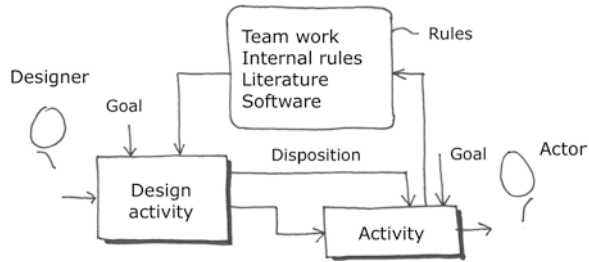 Team work
Internal rules
Literature
Software
Rules
Designer
Goal
Disposition
Goal
Actor
Design
activity
Activity